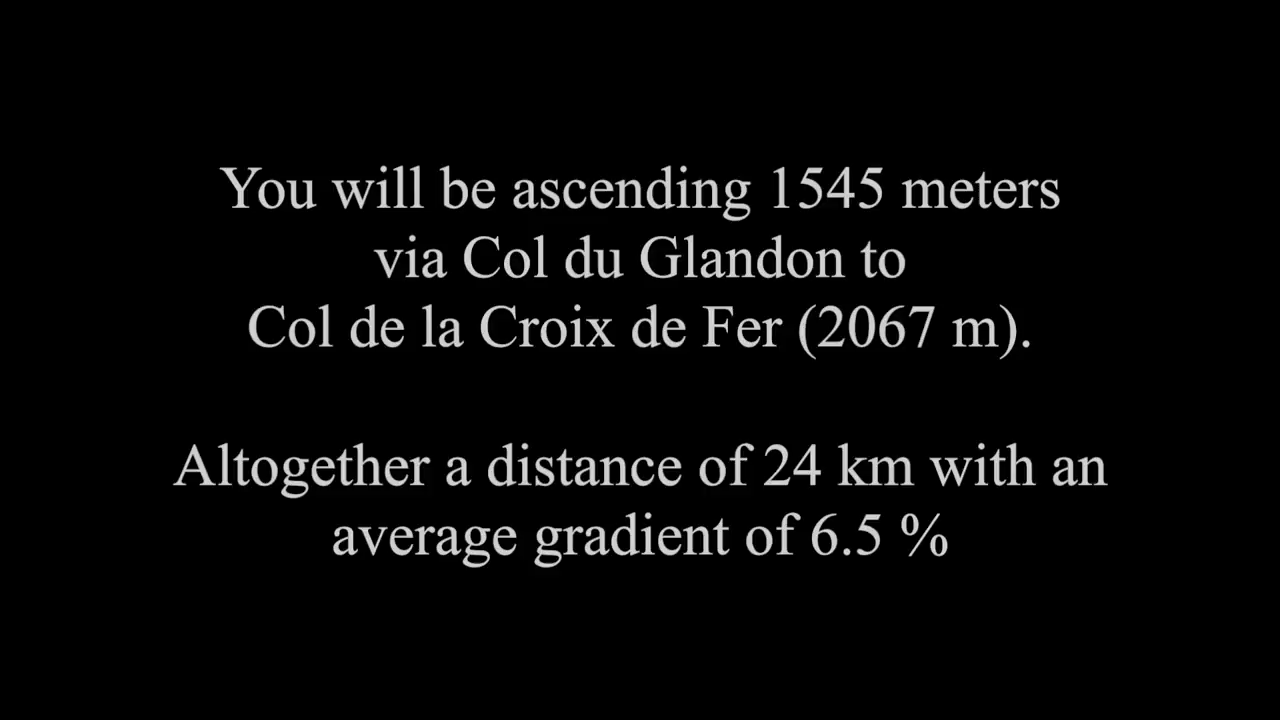 You will be ascending 1545 meters
via Col du Glandon to
Col de la Croix de Fer (2067 m).
Altogether a distance of 24 km with an
average gradient of 6.5 %